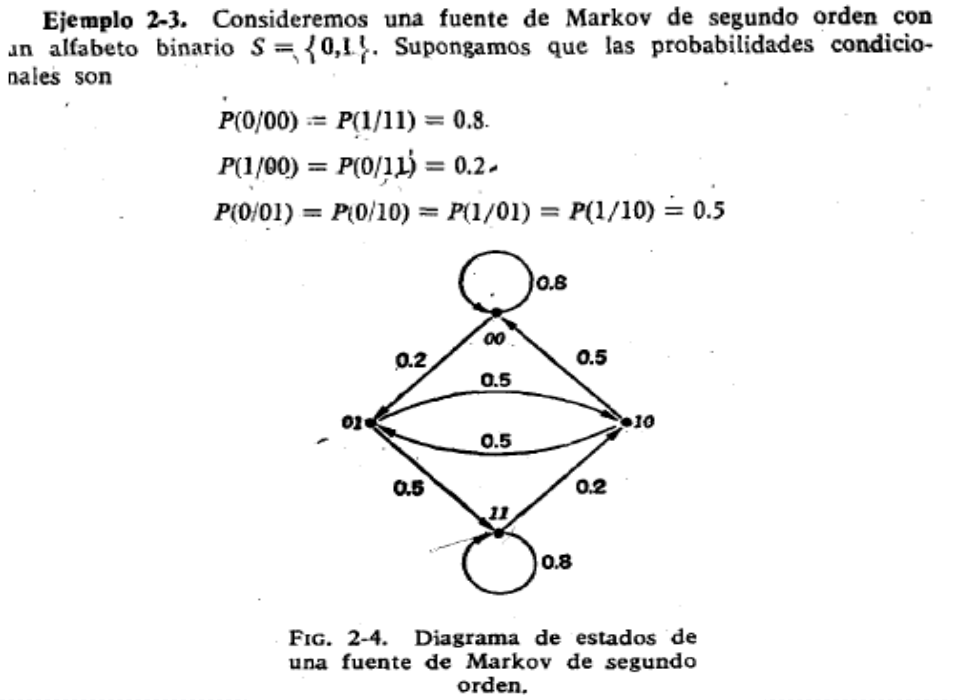 Ejemplo 2-3. Consideremos una fuente de Markov de segundo orden con
un alfabeto binario S = {0,1}. Supongamos que las probabilidades condicio-
nales son
P(0/00) = P(1/11) = 0.8.
P(1/00) = P(0/11) = 0.2.
P(0/01) = P(0/10) = P(1/01) = P(1/10) = 0.5
0.8
00
0.2
0.5
0.5
01
10
0.5
0.5
11
0.2
0.8
FIG. 2-4. Diagrama de estados de
una fuente de Markov de segundo
orden.